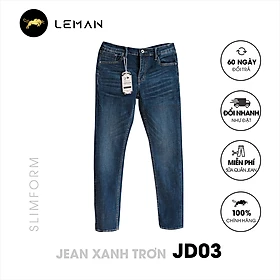 LEMAN
60 NGÀY
ĐỔI TRẢ
ĐỔI NHANH
NHƯ ĐẶT
MIỄN PHÍ
SỬA QUẦN JEAN
100%
CHÍNH HÃNG
SLIMFORM
JEAN XANH TRƠN JD03